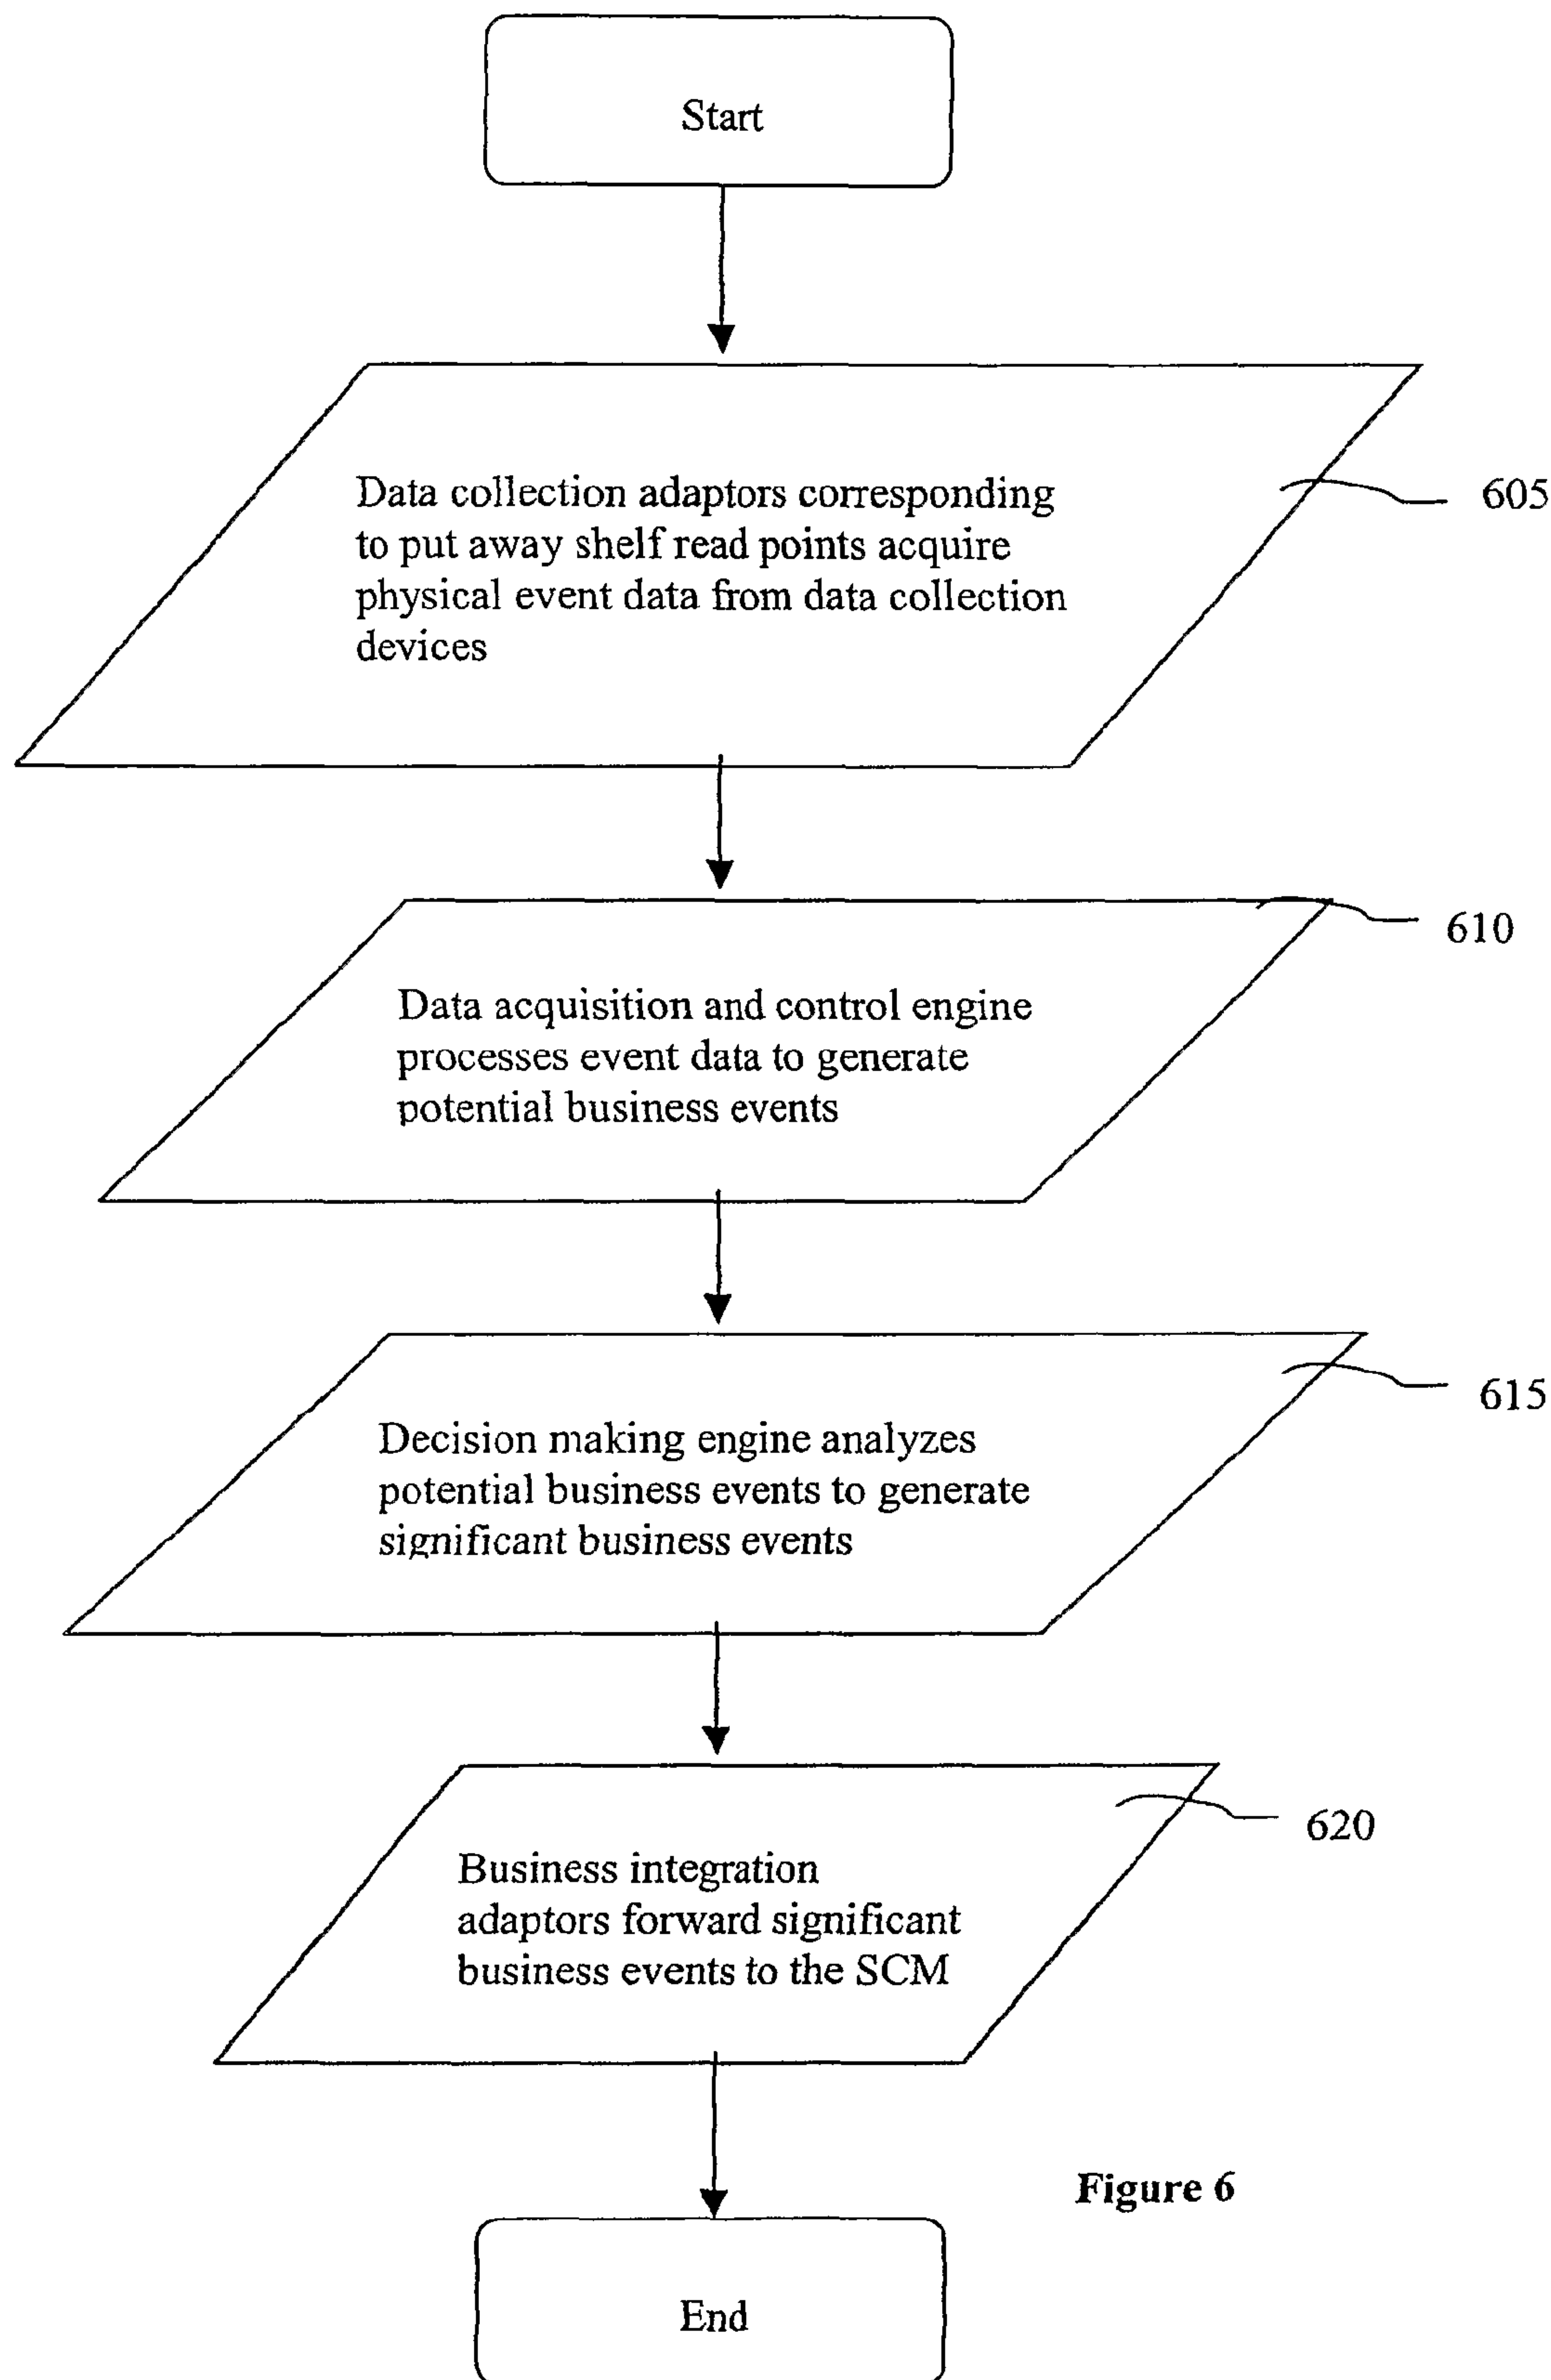 Start
Data collection adaptors corresponding
to put away shelf read points acquire
physical event data from data collection
devices
605
610
Data acquisition and control engine
processes event data to generate
potential business events
615
Decision making engine analyzes
potential business events to generate
significant business events
620
Business integration
adaptors forward significant
business events to the SCM
Figure 6
End